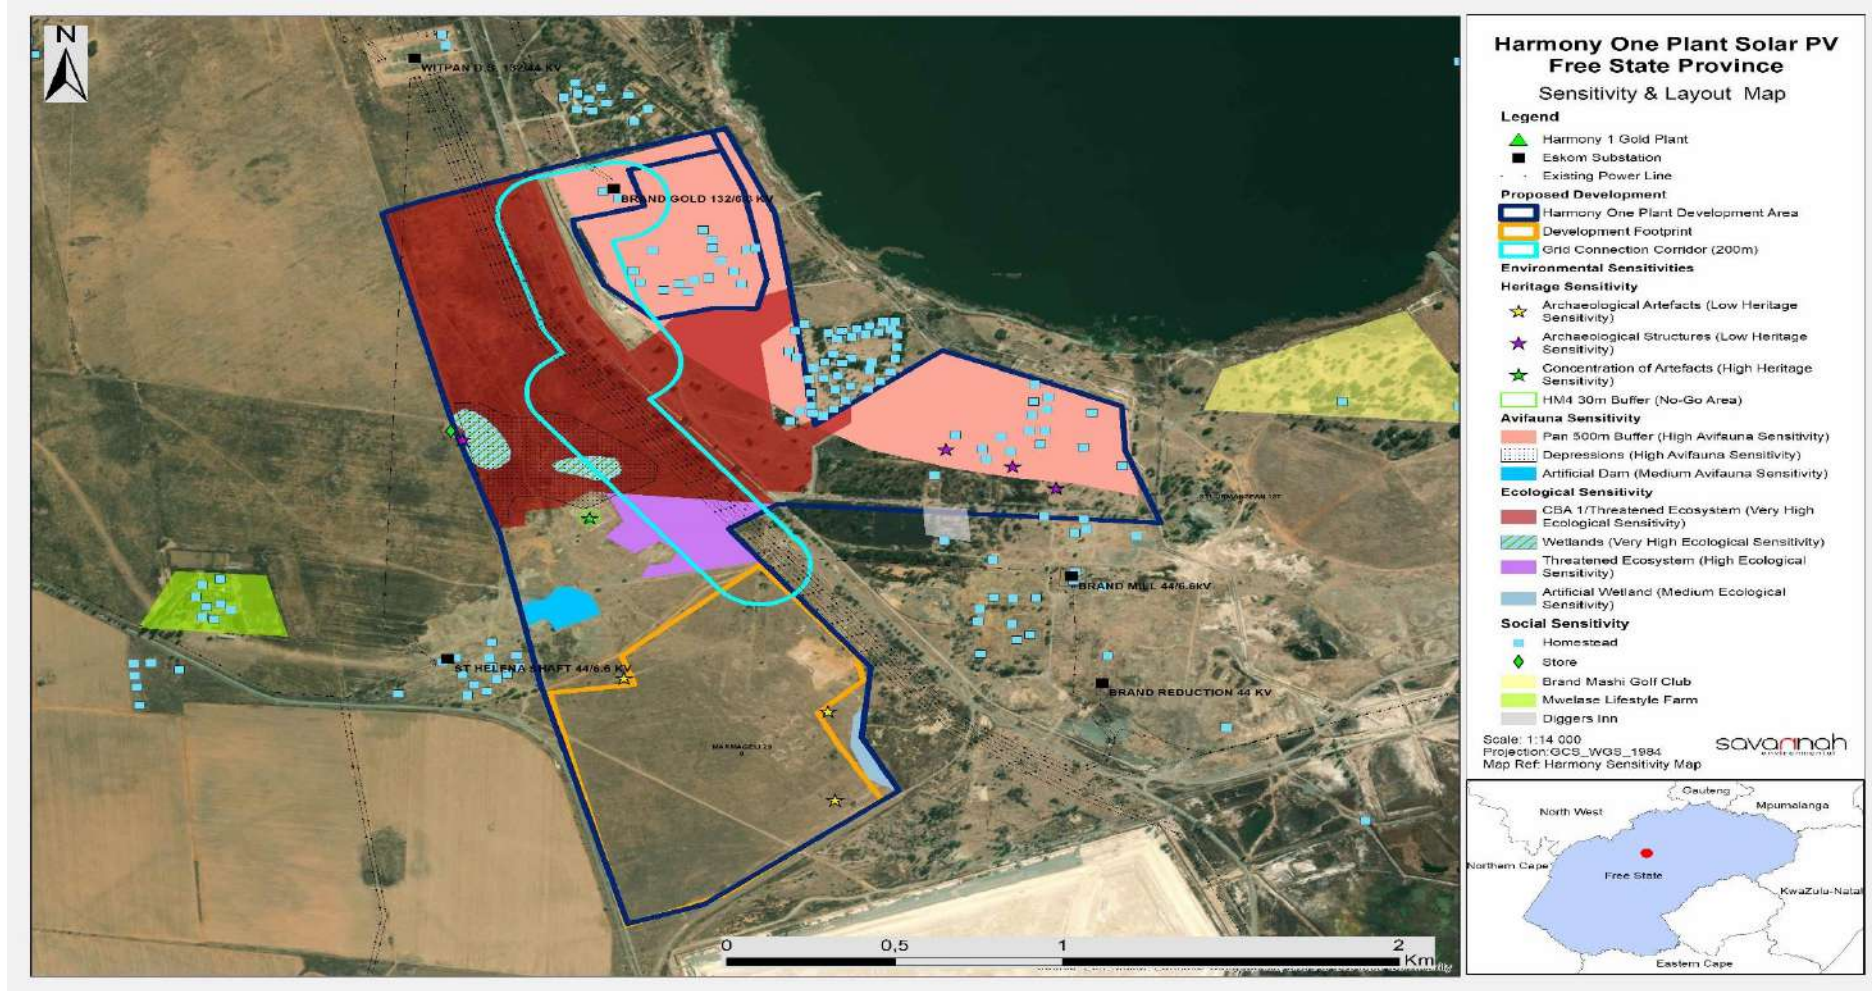 N
WITPAN D.S. 132/44 KV
BRAND GOLD 132/6.6 KV
BRAND MILL 44/6.6kV
ST HELENA SHAFT 44/6.6 KV
BRAND REDUCTION 44 KV
0
0,5
1
2
Km
Harmony One Plant Solar PV
Free State Province
Sensitivity & Layout Map
Legend
Harmony 1 Gold Plant
Eskom Substation
Existing Power Line
Proposed Development
Harmony One Plant Development Area
Development Footprint
Grid Connection Corridor (200m)
Environmental Sensitivities
Heritage Sensitivity
Archaeological Artefacts (Low Heritage
Sensitivity)
Archaeological Structures (Low Heritage
Sensitivity)
Concentration of Artefacts (High Heritage
Sensitivity)
HM4 30m Buffer (No-Go Area)
Avifauna Sensitivity
Pan 500m Buffer (High Avifauna Sensitivity)
Depressions (High Avifauna Sensitivity)
Artificial Dam (Medium Avifauna Sensitivity)
Ecological Sensitivity
CBA 1/Threatened Ecosystem (Very High
Ecological Sensitivity)
Wetlands (Very High Ecological Sensitivity)
Threatened Ecosystem (High Ecological
Sensitivity)
Artificial Wetland (Medium Ecological
Sensitivity)
Social Sensitivity
Homestead
Store
Brand Mashi Golf Club
Mwelase Lifestyle Farm
Diggers Inn
Scale: 1:14 000
Projection:GCS_WGS_1984
Map Ref: Harmony Sensitivity Map
savannah
environmental
Gauteng
North West
Mpumalanga
Northern Cape
Free State
KwaZulu-Natal
Eastern Cape